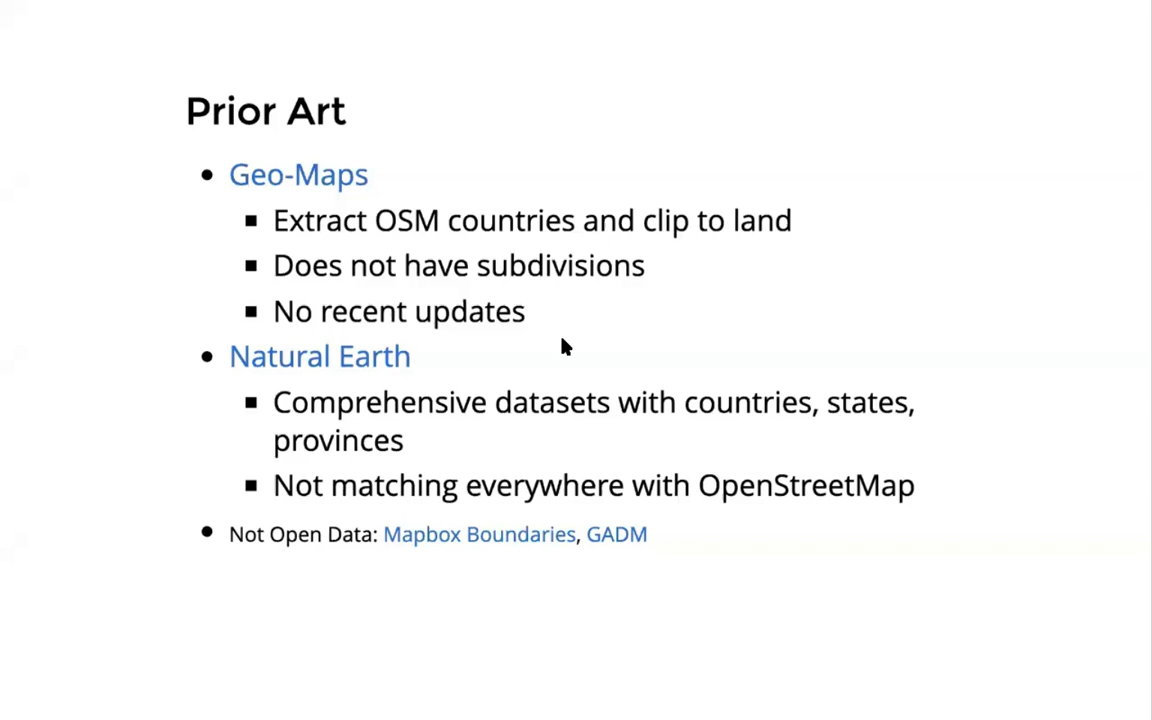 Prior Art
Geo-Maps
Extract OSM countries and clip to land
Does not have subdivisions
No recent updates
Natural Earth
Comprehensive datasets with countries, states,
provinces
Not matching everywhere with OpenStreetMap
Not Open Data: Mapbox Boundaries, GADM